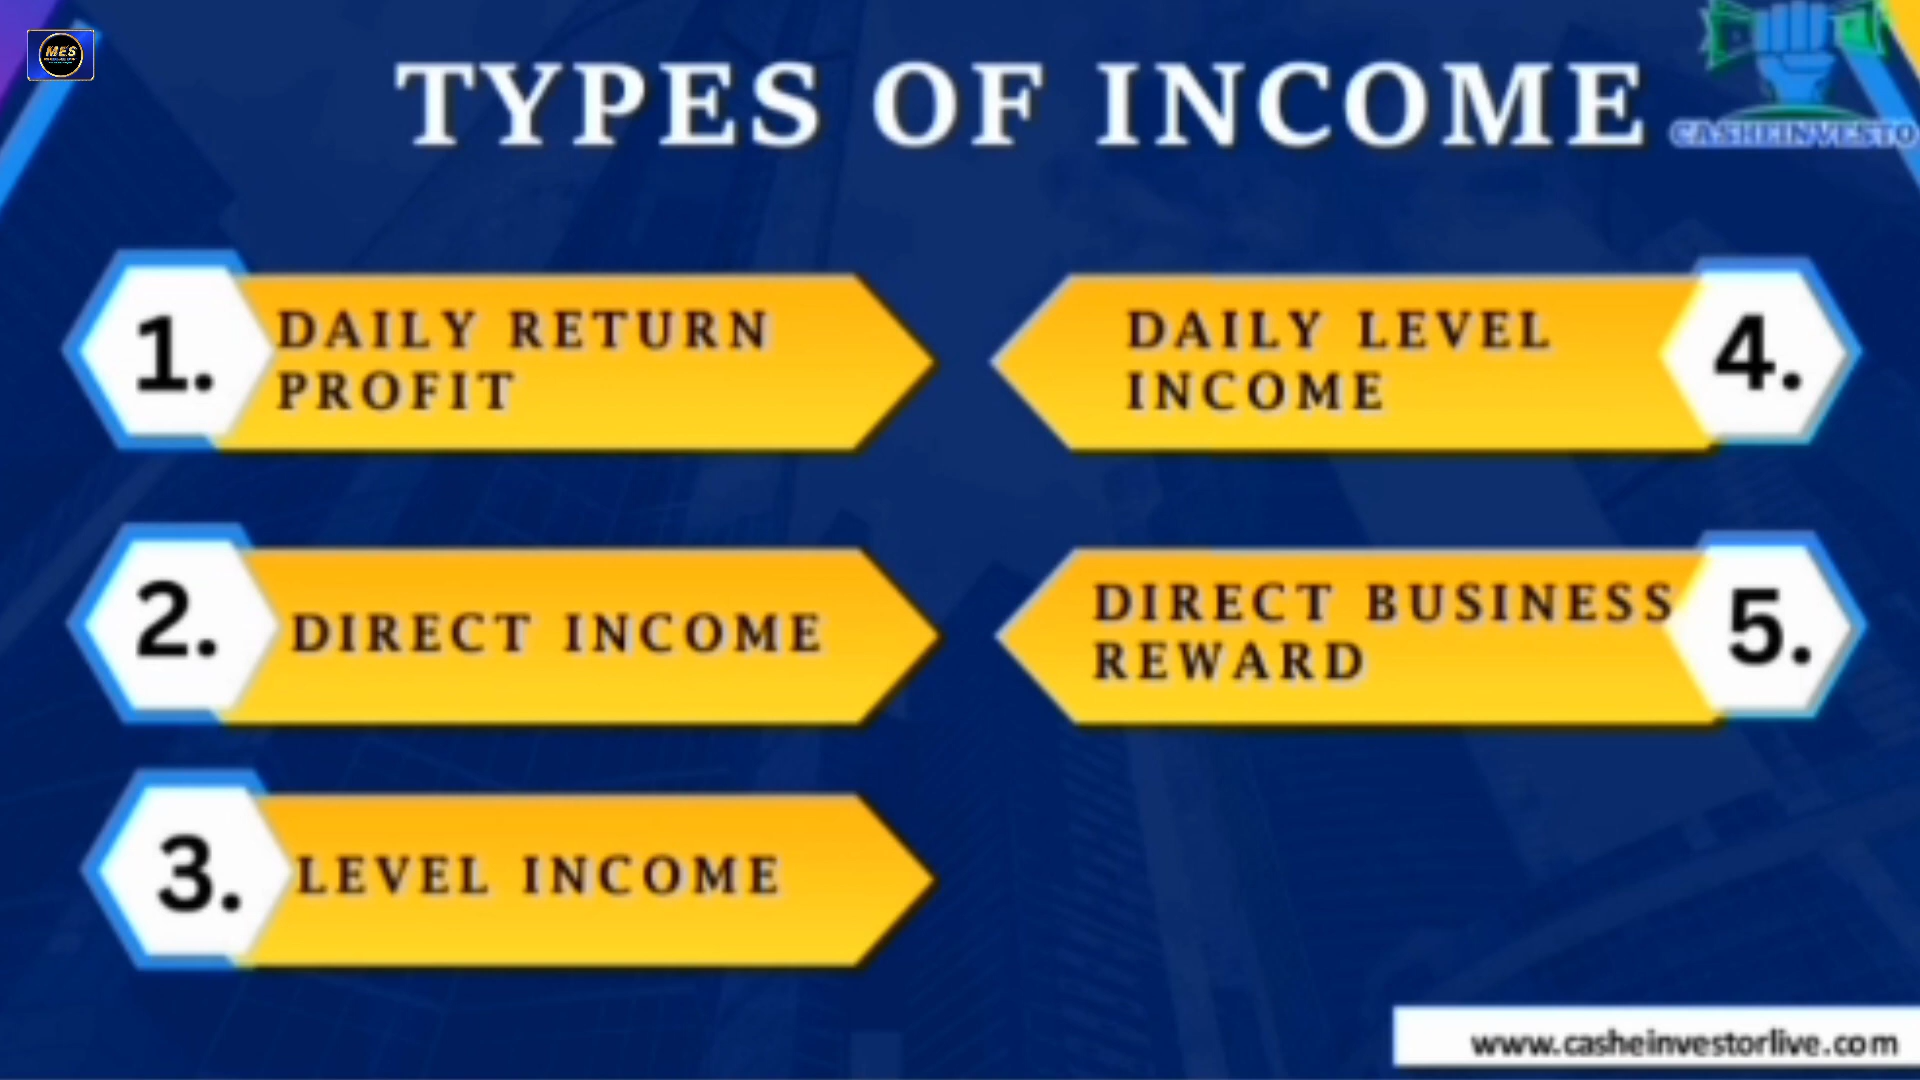 MES
TYPES OF INCOME
CASHEINVESTO
1.
DAILY RETURN
PROFIT
2.
DIRECT INCOME
3.
LEVEL INCOME
4.
DAILY LEVEL
INCOME
5.
DIRECT BUSINESS
REWARD
www.casheinvestorlive.com